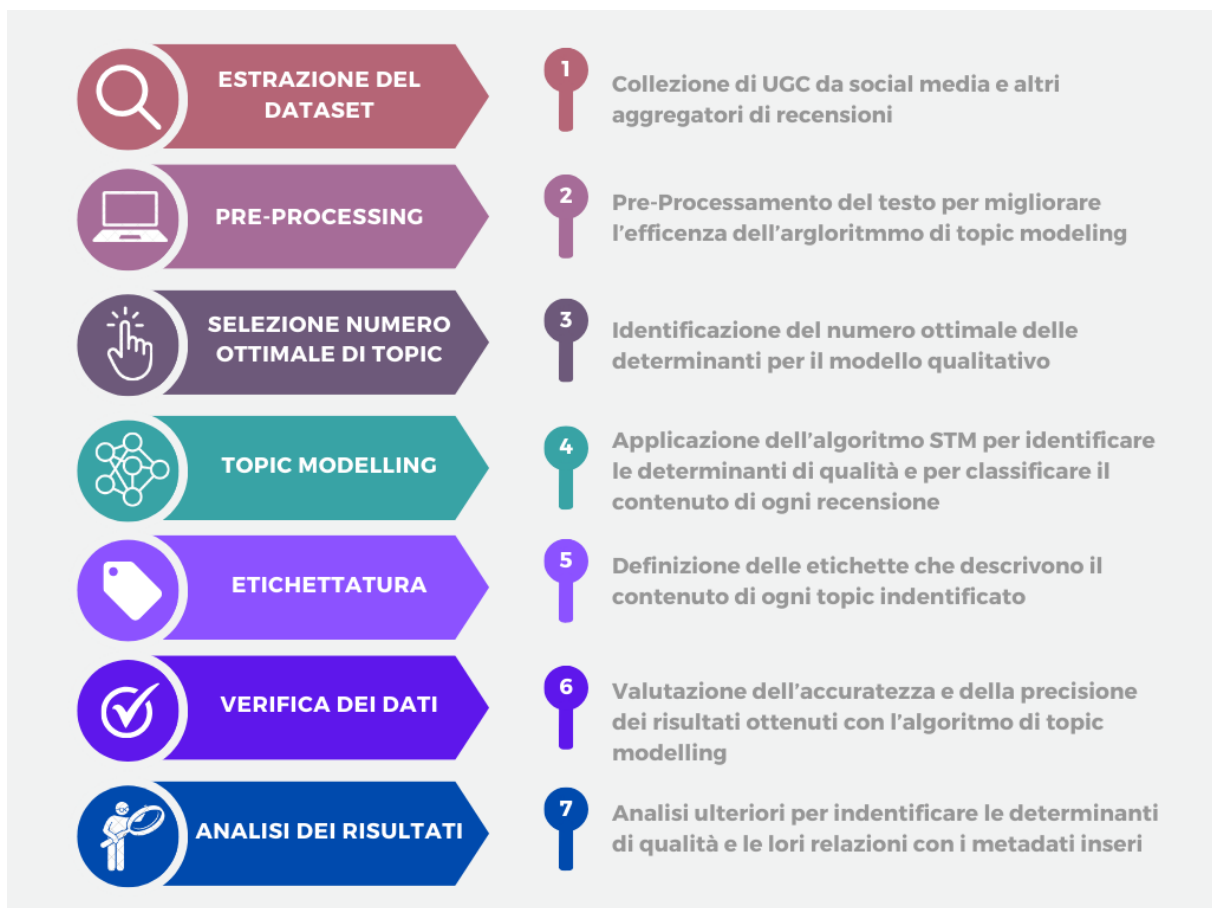 ESTRAZIONE DEL
DATASET
1
Collezione di UGC da social media e altri
aggregatori di recensioni
PRE-PROCESSING
2
Pre-Processamento del testo per migliorare
l'efficenza dell'argloritmmo di topic modeling
SELEZIONE NUMERO
OTTIMALE DI TOPIC
3
Identificazione del numero ottimale delle
determinanti per il modello qualitativo
TOPIC MODELLING
4
Applicazione dell'algoritmo STM per identificare
le determinanti di qualità e per classificare il
contenuto di ogni recensione
ETICHETTATURA
5
Definizione delle etichette che descrivono il
contenuto di ogni topic indentificato
VERIFICA DEI DATI
6
Valutazione dell'accuratezza e della precisione
dei risultati ottenuti con l'algoritmo di topic
modelling
ANALISI DEI RISULTATI
7
Analisi ulteriori per indentificare le determinanti
di qualità e le lori relazioni con i metadati inseri